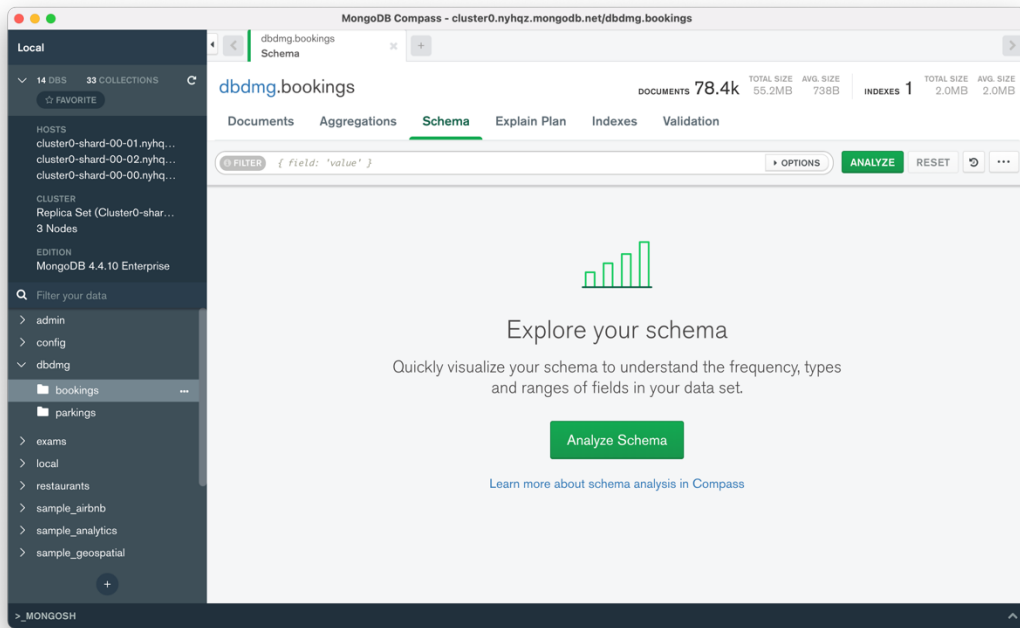 MongoDB Compass - cluster0.nyhqz.mongodb.net/dbdmg.bookings
Local
14 DBS 33 COLLECTIONS
☆ FAVORITE
HOSTS
cluster0-shard-00-01.nyhq...
cluster0-shard-00-02.nyhq...
cluster0-shard-00-00.nyhq...
CLUSTER
Replica Set (Cluster0-shar...
3 Nodes
EDITION
MongoDB 4.4.10 Enterprise
Filter your data
admin
config
dbdmg
bookings
parkings
exams
local
restaurants
sample_airbnb
sample_analytics
sample_geospatial
+
dbdmg.bookings
Schema
+
dbdmg.bookings
DOCUMENTS 78.4k TOTAL SIZE 55.2MB AVG. SIZE 738B INDEXES 1 TOTAL SIZE 2.0MB AVG. SIZE 2.0MB
Documents Aggregations Schema Explain Plan Indexes Validation
FILTER { field: 'value' } OPTIONS ANALYZE RESET ...
Explore your schema
Quickly visualize your schema to understand the frequency, types
and ranges of fields in your data set.
Analyze Schema
Learn more about schema analysis in Compass
>_MONGOSH